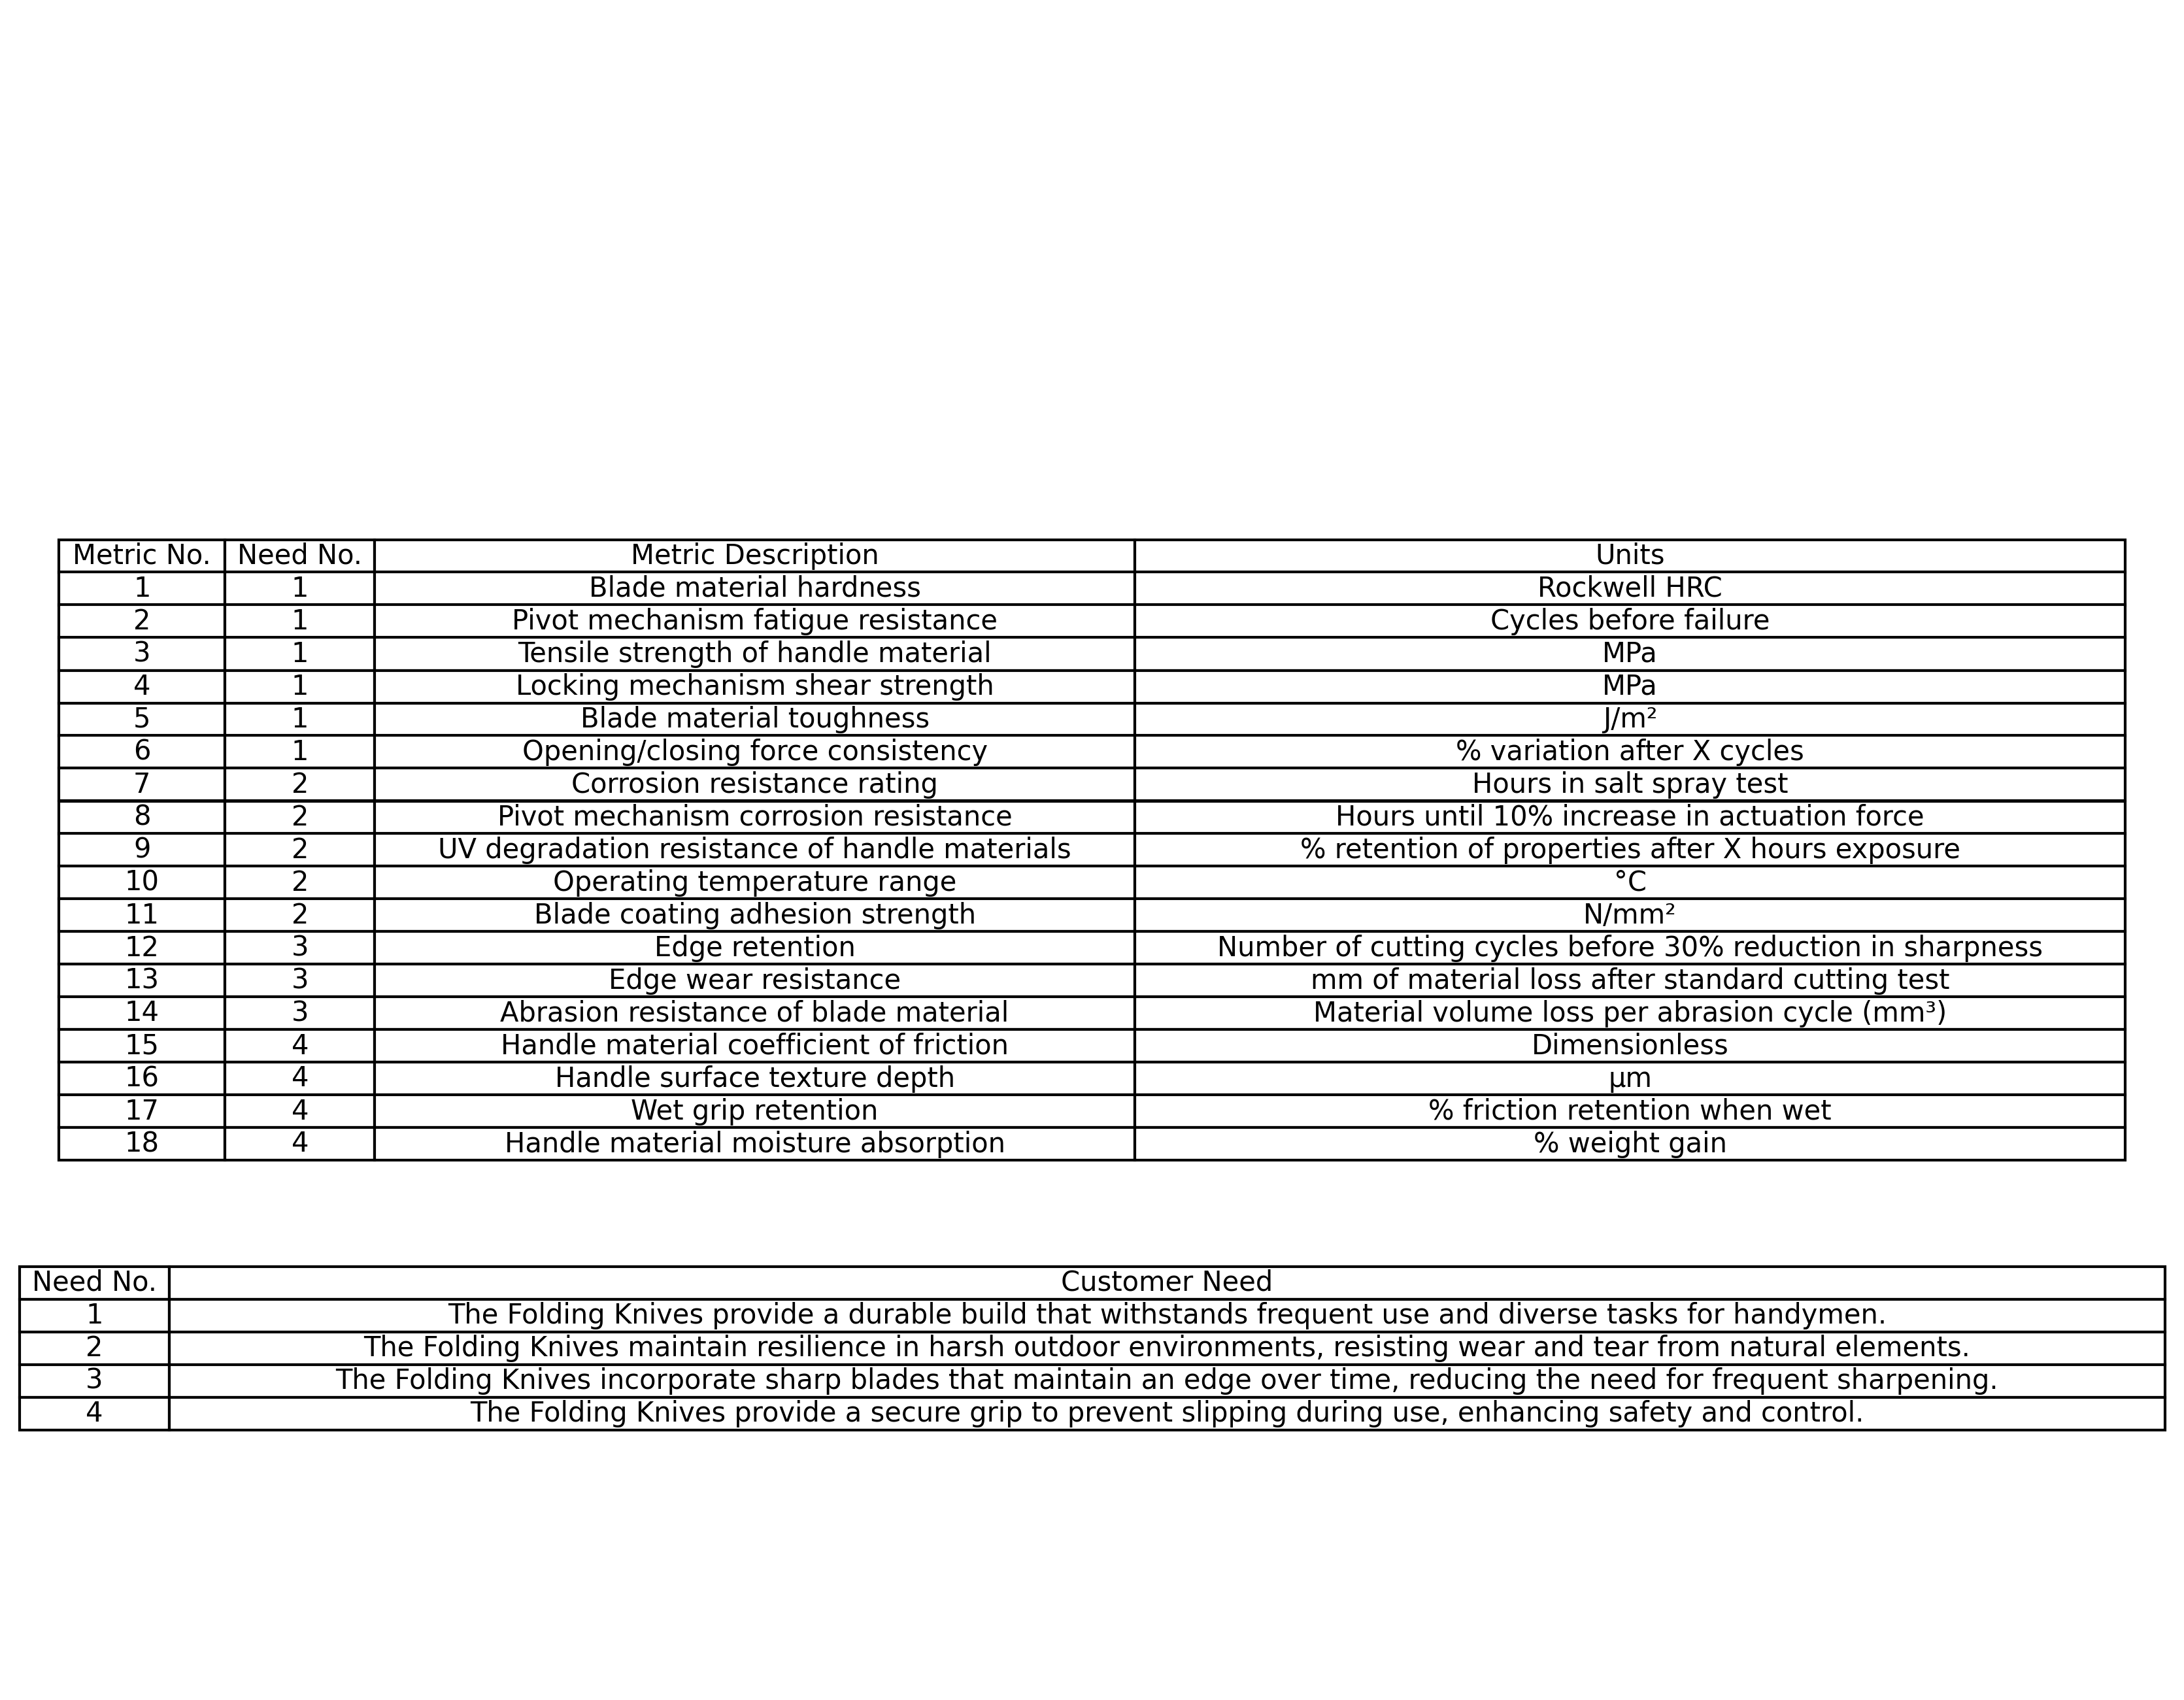 Metric No. Need No. Metric Description Units
1 1 Blade material hardness Rockwell HRC
2 1 Pivot mechanism fatigue resistance Cycles before failure
3 1 Tensile strength of handle material MPa
4 1 Locking mechanism shear strength MPa
5 1 Blade material toughness J/m²
6 1 Opening/closing force consistency % variation after X cycles
7 2 Corrosion resistance rating Hours in salt spray test
8 2 Pivot mechanism corrosion resistance Hours until 10% increase in actuation force
9 2 UV degradation resistance of handle materials % retention of properties after X hours exposure
10 2 Operating temperature range °C
11 2 Blade coating adhesion strength N/mm²
12 3 Edge retention Number of cutting cycles before 30% reduction in sharpness
13 3 Edge wear resistance mm of material loss after standard cutting test
14 3 Abrasion resistance of blade material Material volume loss per abrasion cycle (mm³)
15 4 Handle material coefficient of friction Dimensionless
16 4 Handle surface texture depth µm
17 4 Wet grip retention % friction retention when wet
18 4 Handle material moisture absorption % weight gain
Need No. Customer Need
1 The Folding Knives provide a durable build that withstands frequent use and diverse tasks for handymen.
2 The Folding Knives maintain resilience in harsh outdoor environments, resisting wear and tear from natural elements.
3 The Folding Knives incorporate sharp blades that maintain an edge over time, reducing the need for frequent sharpening.
4 The Folding Knives provide a secure grip to prevent slipping during use, enhancing safety and control.